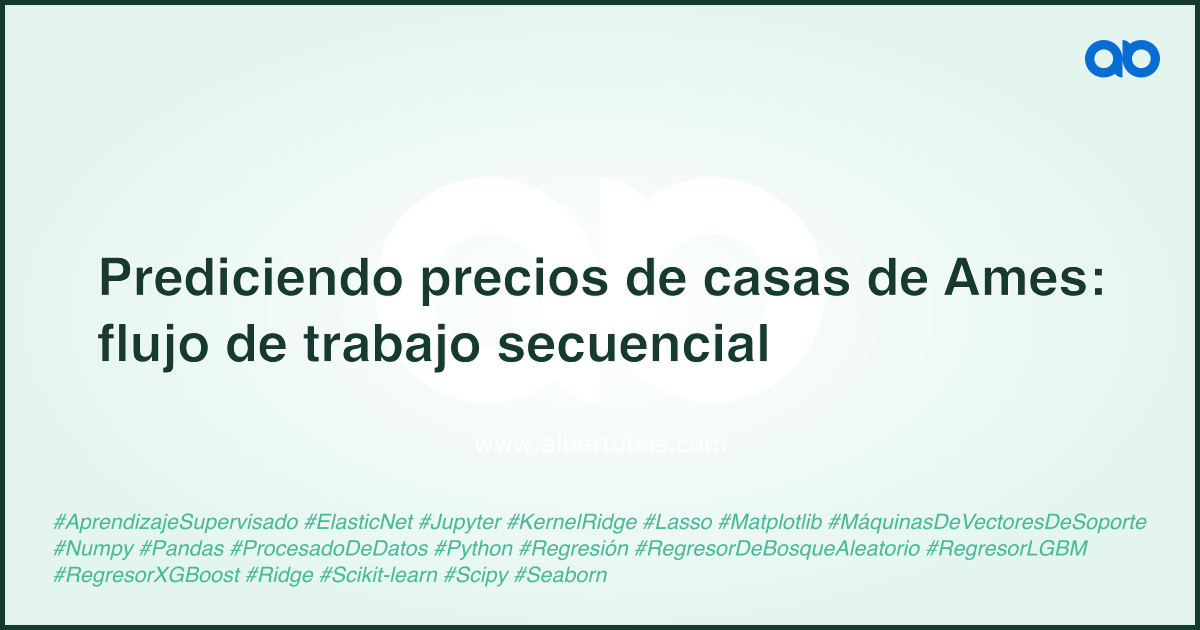 ab
Prediciendo precios de casas de Ames:
flujo de trabajo secuencial
www.albertobas.com
#AprendizajeSupervisado #ElasticNet #Jupyter #KernelRidge #Lasso #Matplotlib #MáquinasDeVectoresDeSoporte
#Numpy #Pandas #ProcesadoDeDatos #Python #Regresión #RegresorDeBosqueAleatorio #RegresorLGBM
#RegresorXGBoost #Ridge #Scikit-learn #Scipy #Seaborn